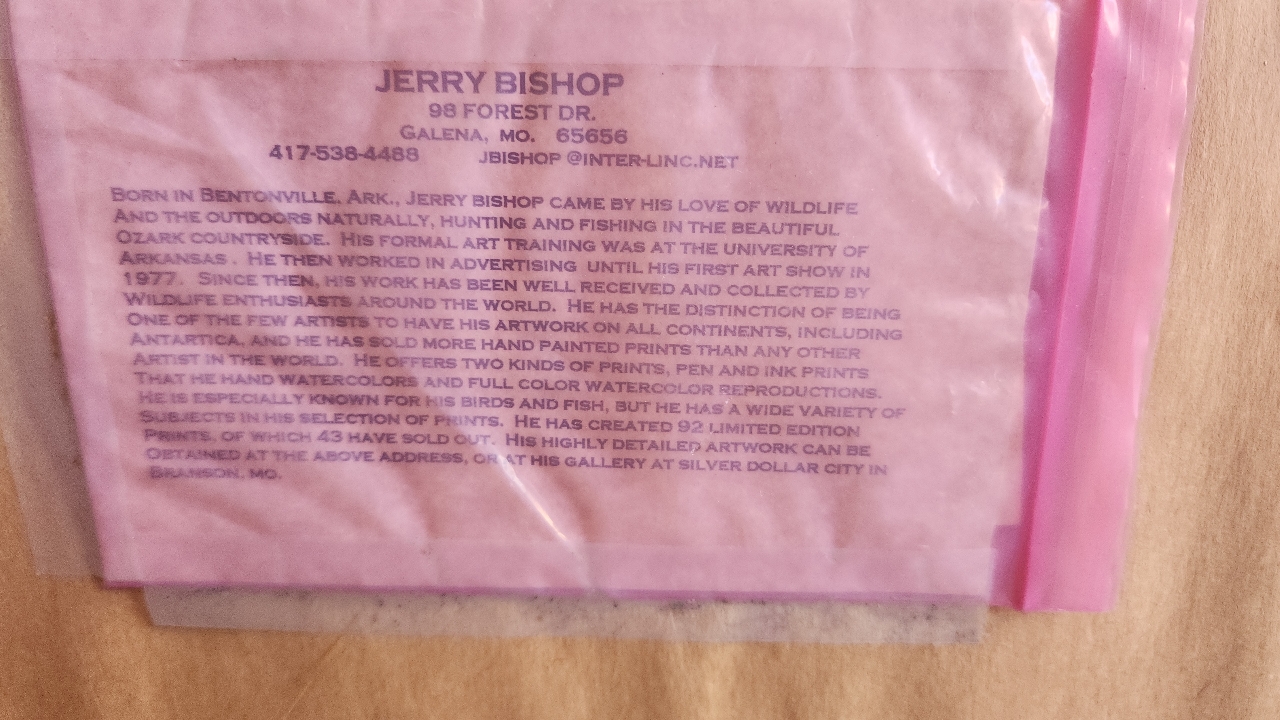 JERRY BISHOP
98 FOREST DR.
GALENA, MO. 65656
417-538-4488 JBISHOP @INTER-LINC.NET
BORN IN BENTONVILLE, ARK., JERRY BISHOP CAME BY HIS LOVE OF WILDLIFE
AND THE OUTDOORS NATURALLY, HUNTING AND FISHING IN THE BEAUTIFUL
OZARK COUNTRYSIDE. HIS FORMAL ART TRAINING WAS AT THE UNIVERSITY OF
ARKANSAS . HE THEN WORKED IN ADVERTISING UNTIL HIS FIRST ART SHOW IN
1977. SINCE THEN, HIS WORK HAS BEEN WELL RECEIVED AND COLLECTED BY
WILDLIFE ENTHUSIASTS AROUND THE WORLD. HE HAS THE DISTINCTION OF BEING
ONE OF THE FEW ARTISTS TO HAVE HIS ARTWORK ON ALL CONTINENTS, INCLUDING
ANTARTICA, AND HE HAS SOLD MORE HAND PAINTED PRINTS THAN ANY OTHER
ARTIST IN THE WORLD. HE OFFERS TWO KINDS OF PRINTS, PEN AND INK PRINTS
THAT HE HAND WATERCOLORS AND FULL COLOR WATERCOLOR REPRODUCTIONS.
HE IS ESPECIALLY KNOWN FOR HIS BIRDS AND FISH, BUT HE HAS A WIDE VARIETY OF
SUBJECTS IN HIS SELECTION OF PRINTS. HE HAS CREATED 92 LIMITED EDITION
PRINTS, OF WHICH 43 HAVE SOLD OUT. HIS HIGHLY DETAILED ARTWORK CAN BE
OBTAINED AT THE ABOVE ADDRESS, OR AT HIS GALLERY AT SILVER DOLLAR CITY IN
BRANSON, MO.